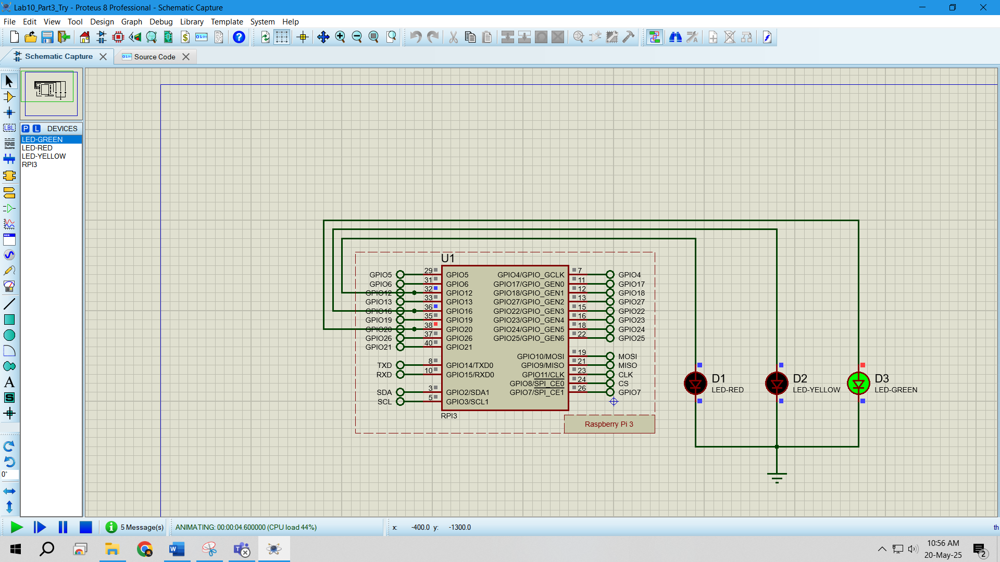 Lab10_Part3_Try - Proteus 8 Professional - Schematic Capture
File Edit View Tool Design Graph Debug Library Template System Help
Schematic Capture
Source Code
P L DEVICES
LED-GREEN
LED-RED
LED-YELLOW
RPI3
LBL
A
S
0°
U1
GPIO5 29 GPIO5 GPIO4/GPIO_GCLK 7 GPIO4
GPIO6 31 GPIO6 GPIO17/GPIO_GEN0 11 GPIO17
GPIO12 32 GPIO12 GPIO18/GPIO_GEN1 12 GPIO18
GPIO13 33 GPIO13 GPIO27/GPIO_GEN2 13 GPIO27
GPIO16 36 GPIO16 GPIO22/GPIO_GEN3 15 GPIO22
GPIO19 35 GPIO19 GPIO23/GPIO_GEN4 16 GPIO23
GPIO20 38 GPIO20 GPIO24/GPIO_GEN5 18 GPIO24
GPIO26 37 GPIO26 GPIO25/GPIO_GEN6 22 GPIO25
GPIO21 40 GPIO21
GPIO10/MOSI 19 MOSI
TXD 8 GPIO14/TXD0 GPIO9/MISO 21 MISO
RXD 10 GPIO15/RXD0 GPIO11/CLK 23 CLK
GPIO8/SPI_CE0 24 CS
SDA 3 GPIO2/SDA1 GPIO7/SPI_CE1 26 GPIO7
SCL 5 GPIO3/SCL1
RPI3
Raspberry Pi 3
D1
LED-RED
D2
LED-YELLOW
D3
LED-GREEN
5 Message(s) ANIMATING: 00:00:04.600000 (CPU load 44%) x: -400.0 y: -1300.0 th
10:56 AM
20-May-25
2